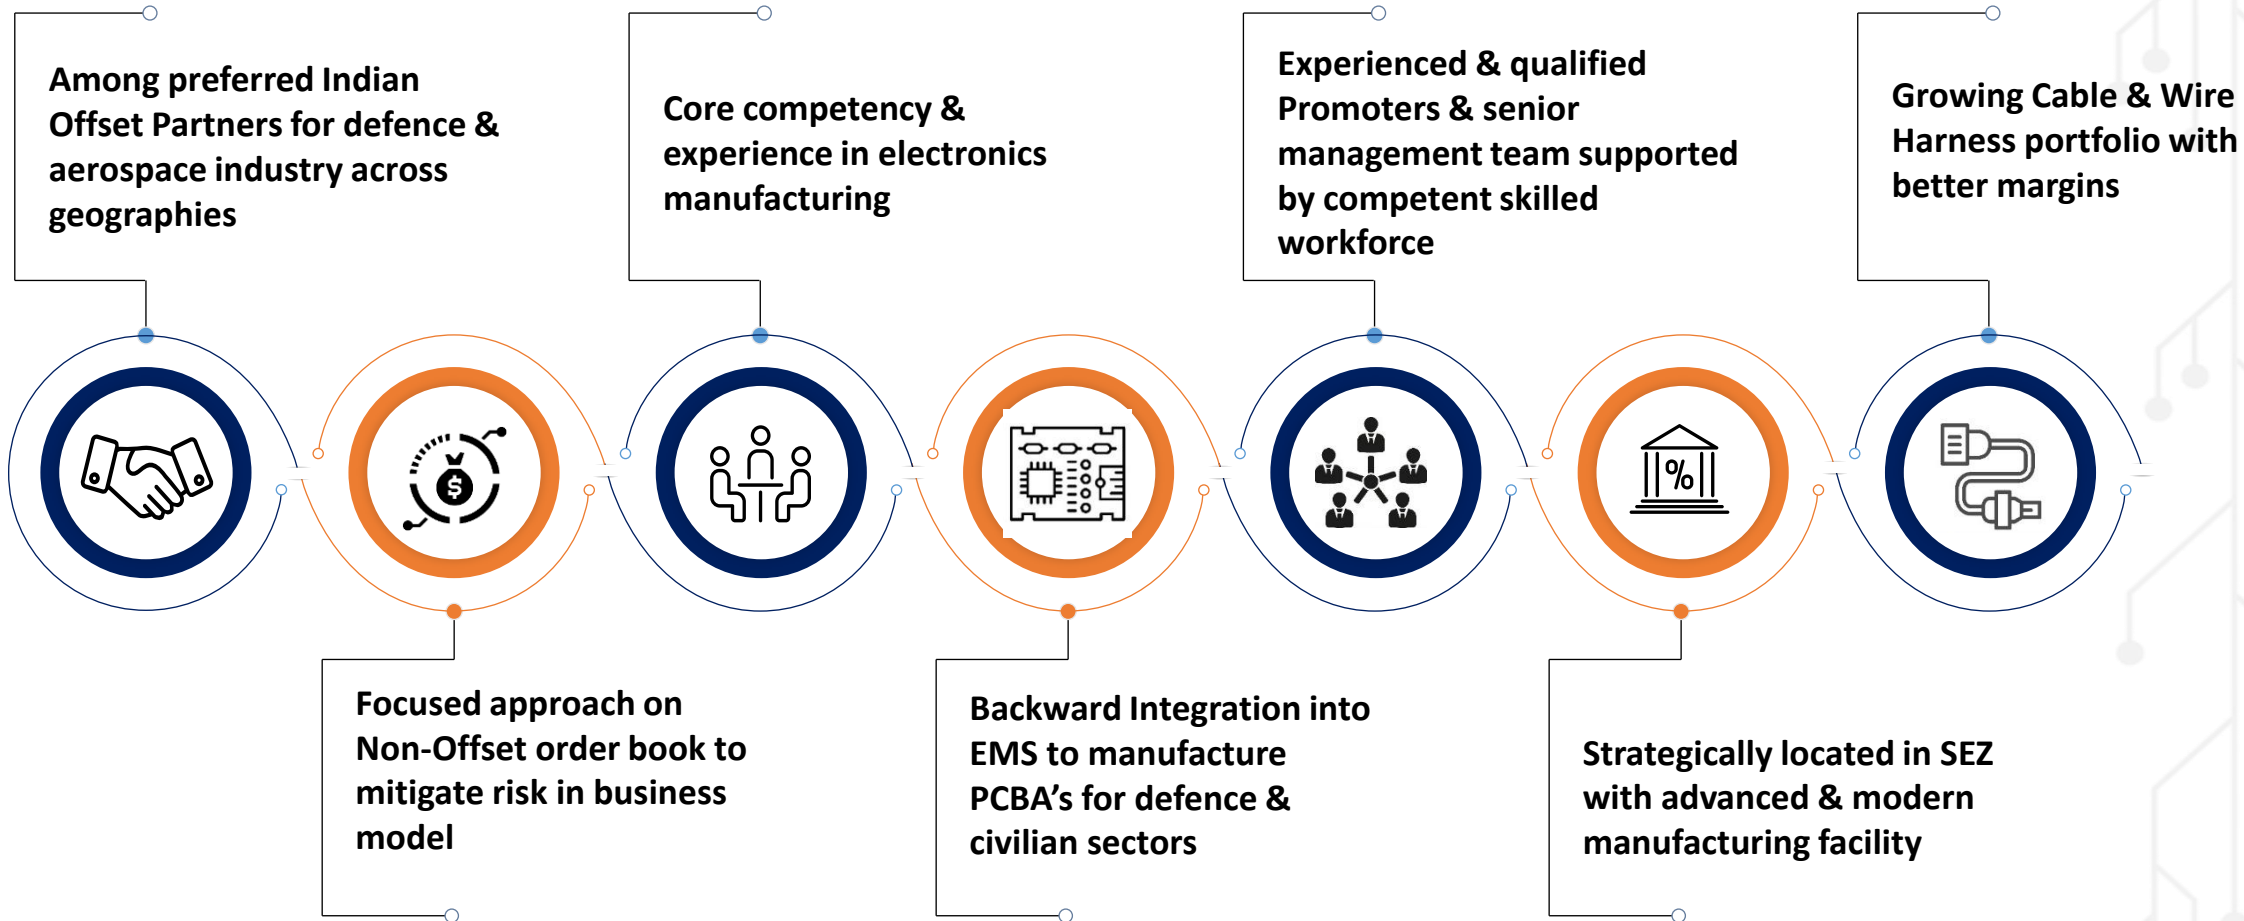 Among preferred Indian
Offset Partners for defence &
aerospace industry across
geographies
Focused approach on
Non-Offset order book to
mitigate risk in business
model
Core competency &
experience in electronics
manufacturing
Backward Integration into
EMS to manufacture
PCBA’s for defence &
civilian sectors
Experienced & qualified
Promoters & senior
management team supported
by competent skilled
workforce
Strategically located in SEZ
with advanced & modern
manufacturing facility
Growing Cable & Wire
Harness portfolio with
better margins
$
%